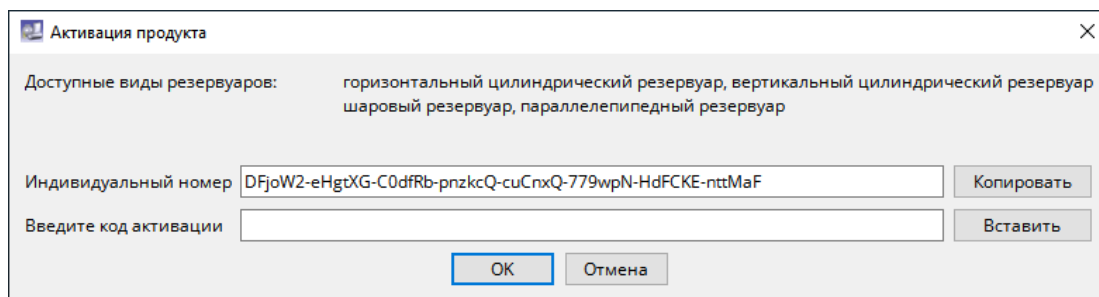 Активация продукта
Доступные виды резервуаров: горизонтальный цилиндрический резервуар, вертикальный цилиндрический резервуар
шаровый резервуар, параллелепипедный резервуар
Индивидуальный номер DFjoW2-eHgtXG-C0dfRb-pnzkcQ-cuCnxQ-779wpN-HdFCKE-nttMaF Копировать
Введите код активации Вставить
OK Отмена